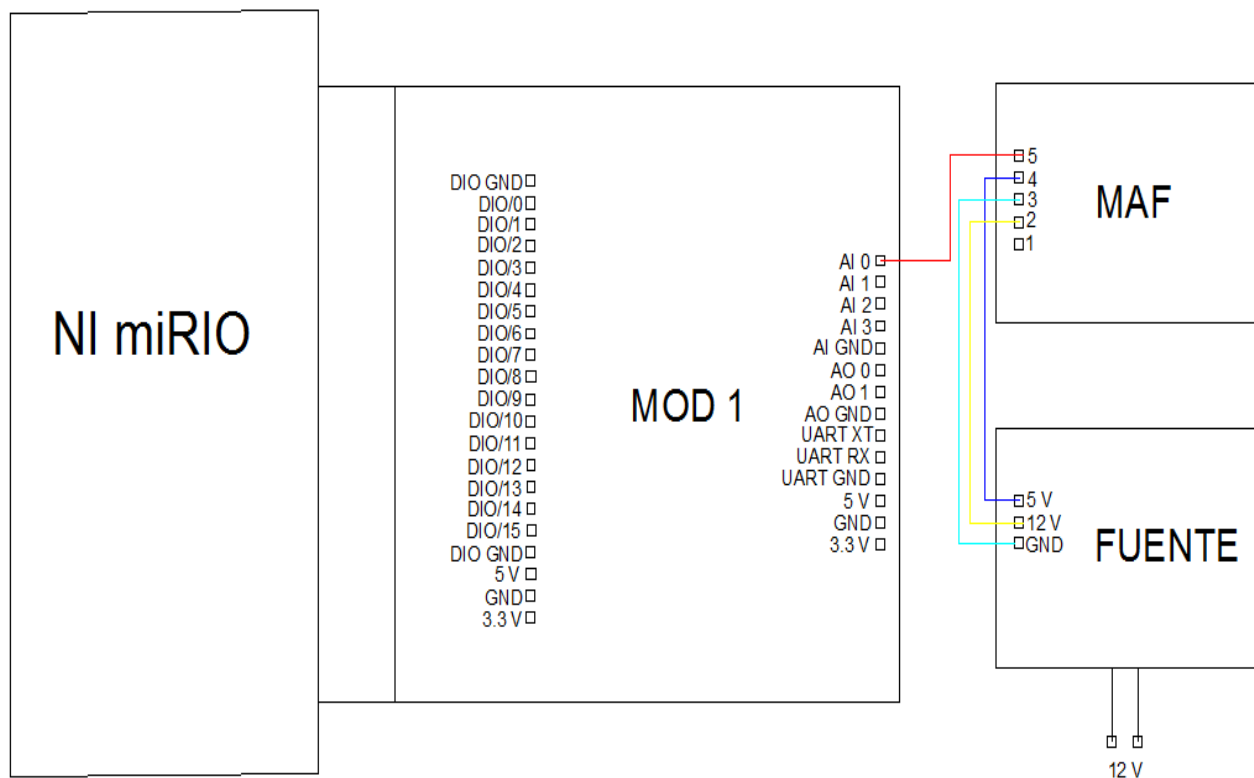 NI miRIO
DIO GND
DIO/0
DIO/1
DIO/2
DIO/3
DIO/4
DIO/5
DIO/6
DIO/7
DIO/8
DIO/9
DIO/10
DIO/11
DIO/12
DIO/13
DIO/14
DIO/15
DIO GND
5 V
GND
3.3 V
MOD 1
AI 0
AI 1
AI 2
AI 3
AI GND
AO 0
AO 1
AO GND
UART XT
UART RX
UART GND
5 V
GND
3.3 V
5
4
3
2
1
MAF
5 V
12 V
GND
FUENTE
12 V